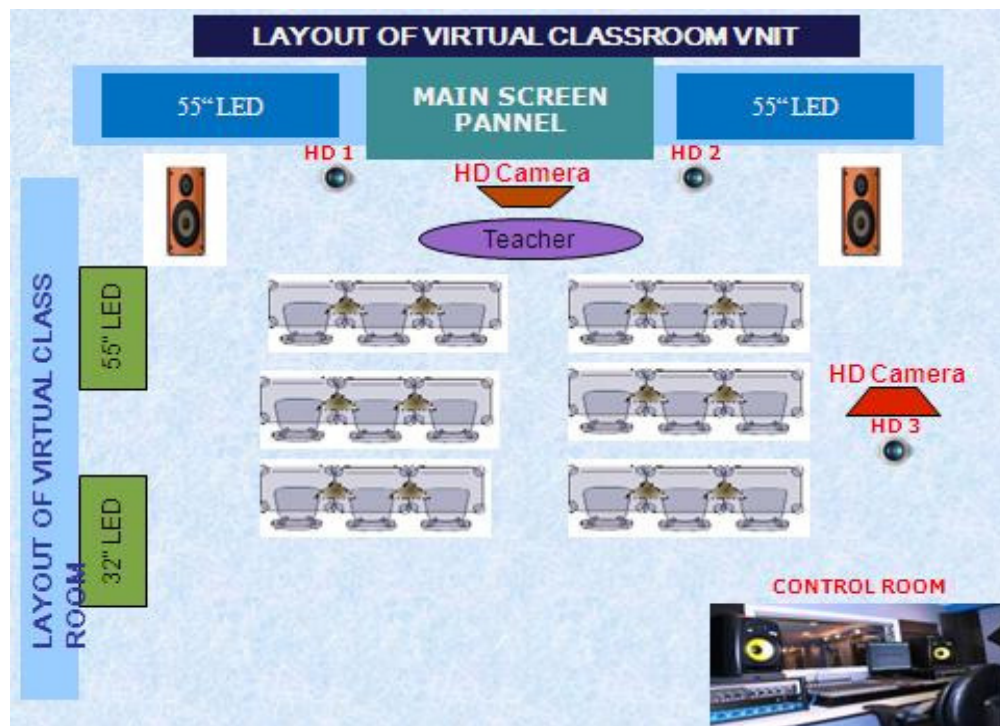 LAYOUT OF VIRTUAL CLASSROOM VNIT
55“ LED
MAIN SCREEN
PANNEL
55“ LED
HD 1
HD 2
HD Camera
Teacher
LAYOUT OF VIRTUAL CLASS
ROOM
55" LED
32" LED
HD Camera
HD 3
CONTROL ROOM